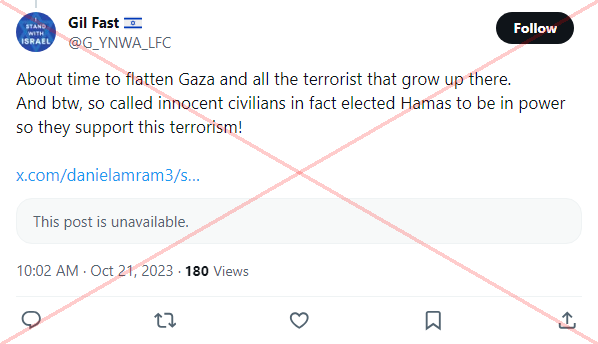 Gil Fast
@G_YNWA_LFC
Follow
STAND
WITH
ISRAEL
About time to flatten Gaza and all the terrorist that grow up there.
And btw, so called innocent civilians in fact elected Hamas to be in power
so they support this terrorism!
x.com/danielamram3/s...
This post is unavailable.
10:02 AM · Oct 21, 2023 · 180 Views